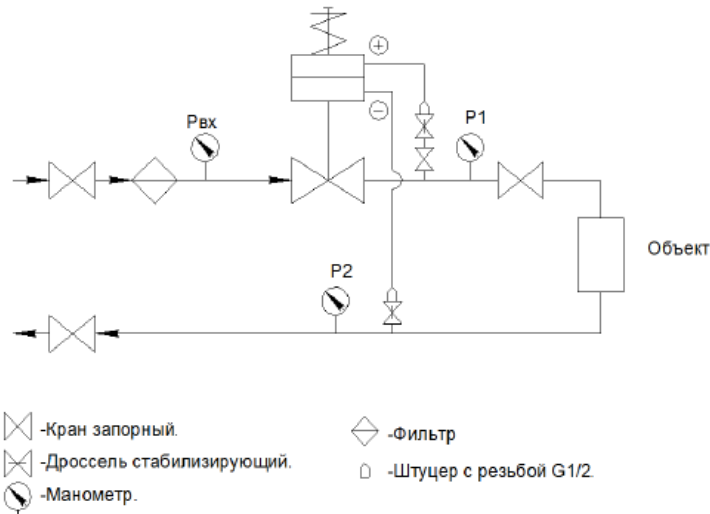 +
−
Рвх
Р1
Объект
Р2
-Кран запорный.
-Дроссель стабилизирующий.
-Манометр.
-Фильтр
-Штуцер с резьбой G1/2.